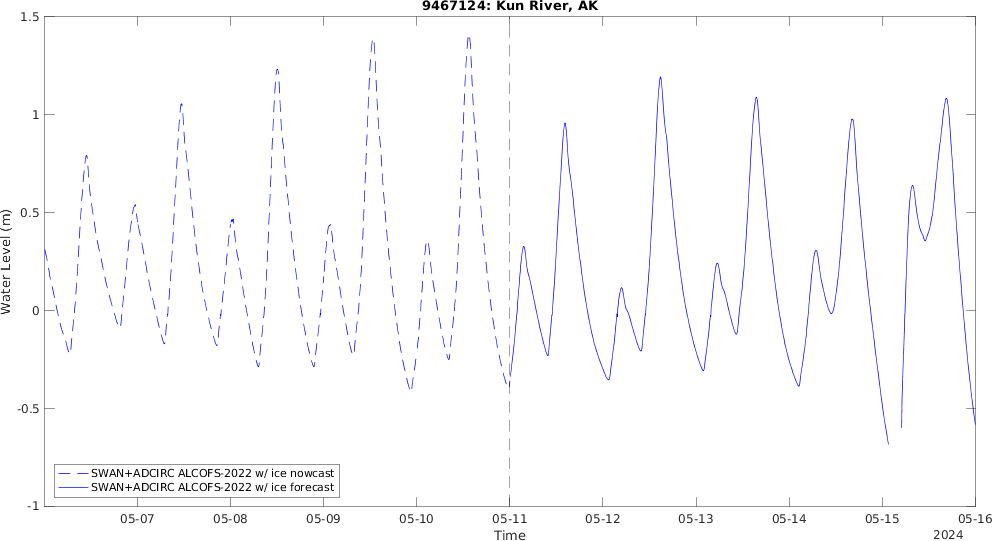 9467124: Kun River, AK
Water Level (m)
1.5
1
0.5
0
-0.5
-1
SWAN+ADCIRC ALCOFS-2022 w/ ice nowcast
SWAN+ADCIRC ALCOFS-2022 w/ ice forecast
05-07 05-08 05-09 05-10 05-11 05-12 05-13 05-14 05-15 05-16
Time
2024